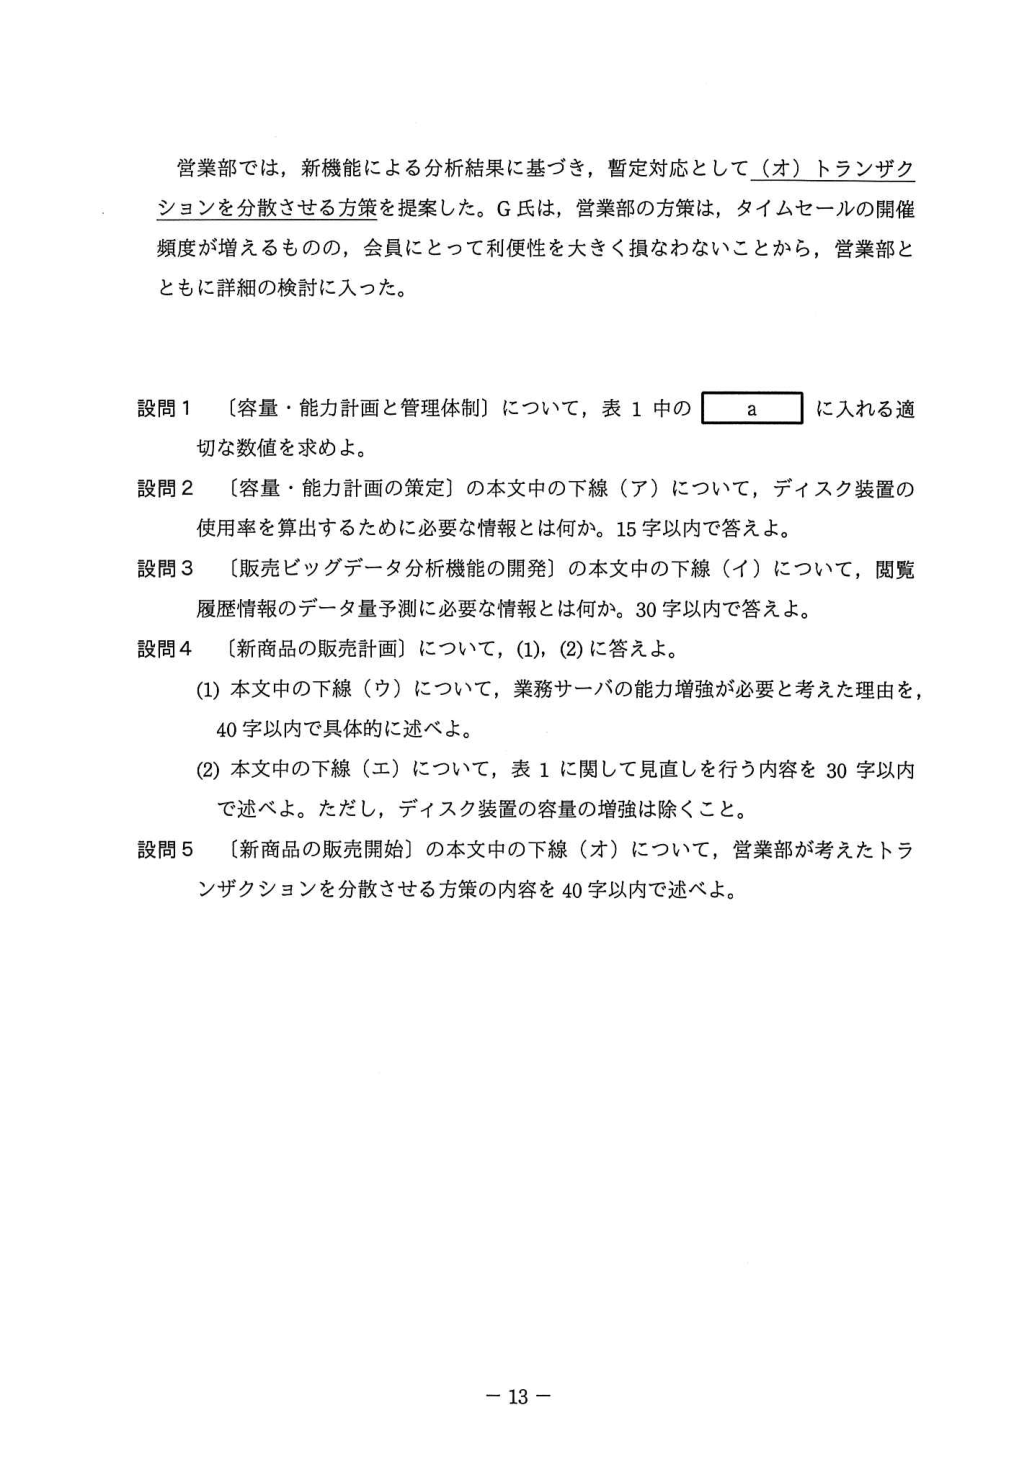 営業部では，新機能による分析結果に基づき，暫定対応として（オ）トランザク
ションを分散させる方策を提案した。G 氏は，営業部の方策は，タイムセールの開催
頻度が増えるものの，会員にとって利便性を大きく損なわないことから，営業部と
ともに詳細の検討に入った。
設問１　〔容量・能力計画と管理体制〕について，表 1 中の a に入れる適
切な数値を求めよ。
設問２　〔容量・能力計画の策定〕の本文中の下線（ア）について，ディスク装置の
使用率を算出するために必要な情報とは何か。15 字以内で答えよ。
設問３　〔販売ビッグデータ分析機能の開発〕の本文中の下線（イ）について，閲覧
履歴情報のデータ量予測に必要な情報とは何か。30 字以内で答えよ。
設問４　〔新商品の販売計画〕について，(1)，(2) に答えよ。
(1) 本文中の下線（ウ）について，業務サーバの能力増強が必要と考えた理由を，
40 字以内で具体的に述べよ。
(2) 本文中の下線（エ）について，表 1 に関して見直しを行う内容を 30 字以内
で述べよ。ただし，ディスク装置の容量の増強は除くこと。
設問５　〔新商品の販売開始〕の本文中の下線（オ）について，営業部が考えたトラ
ンザクションを分散させる方策の内容を 40 字以内で述べよ。
－ 13 －